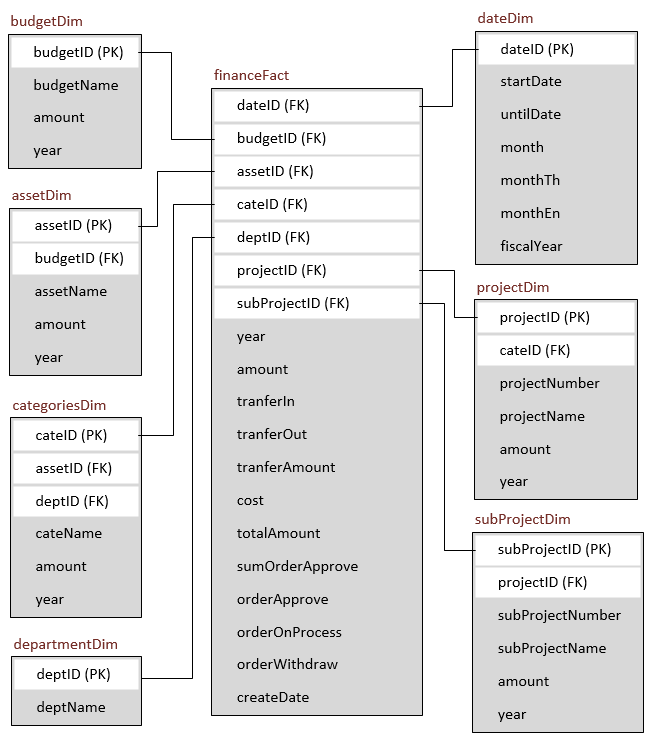 budgetDim
budgetID (PK)
budgetName
amount
year
assetDim
assetID (PK)
budgetID (FK)
assetName
amount
year
categoriesDim
cateID (PK)
assetID (FK)
deptID (FK)
cateName
amount
year
departmentDim
deptID (PK)
deptName
financeFact
dateID (FK)
budgetID (FK)
assetID (FK)
cateID (FK)
deptID (FK)
projectID (FK)
subProjectID (FK)
year
amount
tranferIn
tranferOut
tranferAmount
cost
totalAmount
sumOrderApprove
orderApprove
orderOnProcess
orderWithdraw
createDate
dateDim
dateID (PK)
startDate
untilDate
month
monthTh
monthEn
fiscalYear
projectDim
projectID (PK)
cateID (FK)
projectNumber
projectName
amount
year
subProjectDim
subProjectID (PK)
projectID (FK)
subProjectNumber
subProjectName
amount
year